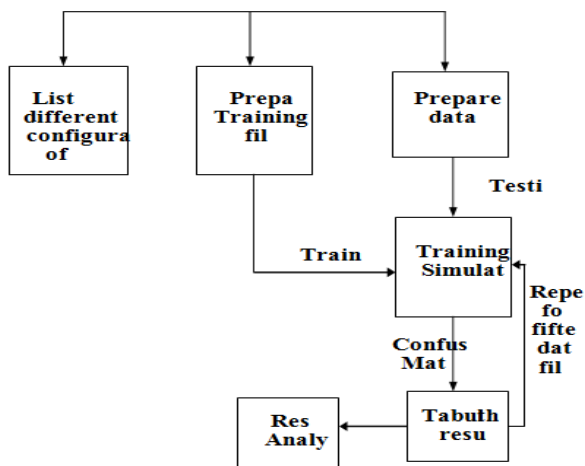 List
different
configura
of
Prepa
Training
fil
Prepare
data
Testi
Train
Training
Simulat
Repe
fo
fifte
dat
fil
Confus
Mat
Tabuth
resu
Res
Analy